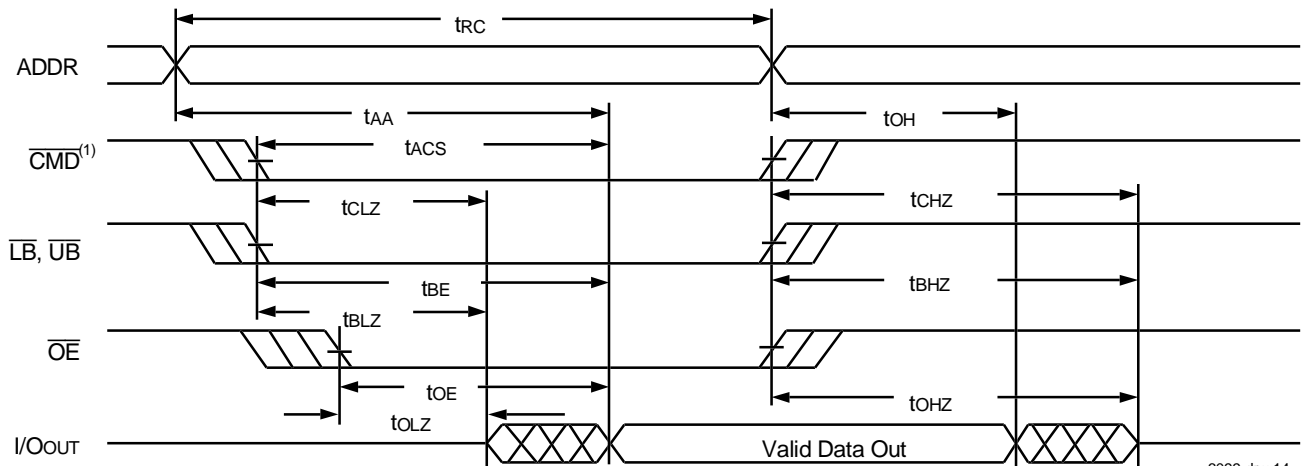 tRC
ADDR
tAA
tOH
CMD(1)
tACS
tCLZ
tCHZ
LB, UB
tBE
tBHZ
tBLZ
OE
tOE
tOLZ
tOHZ
I/OOUT
Valid Data Out